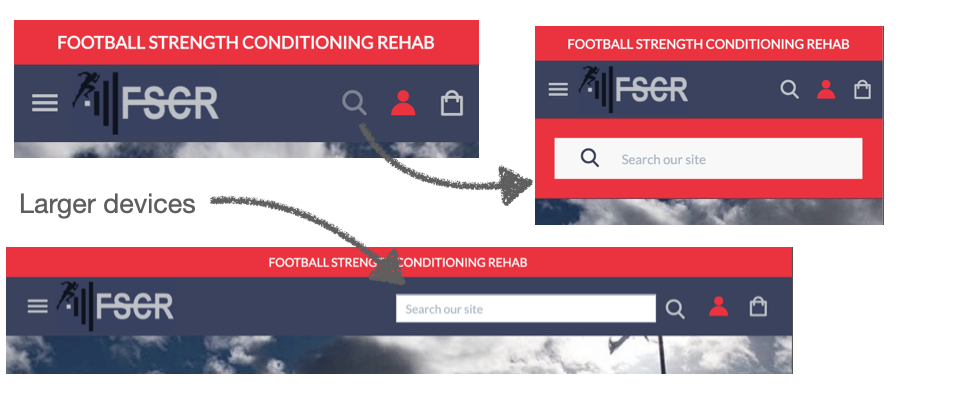 FOOTBALL STRENGTH CONDITIONING REHAB
FSCR
FOOTBALL STRENGTH CONDITIONING REHAB
FSCR
Search our site
Larger devices
FOOTBALL STRENGTH CONDITIONING REHAB
FSCR
Search our site